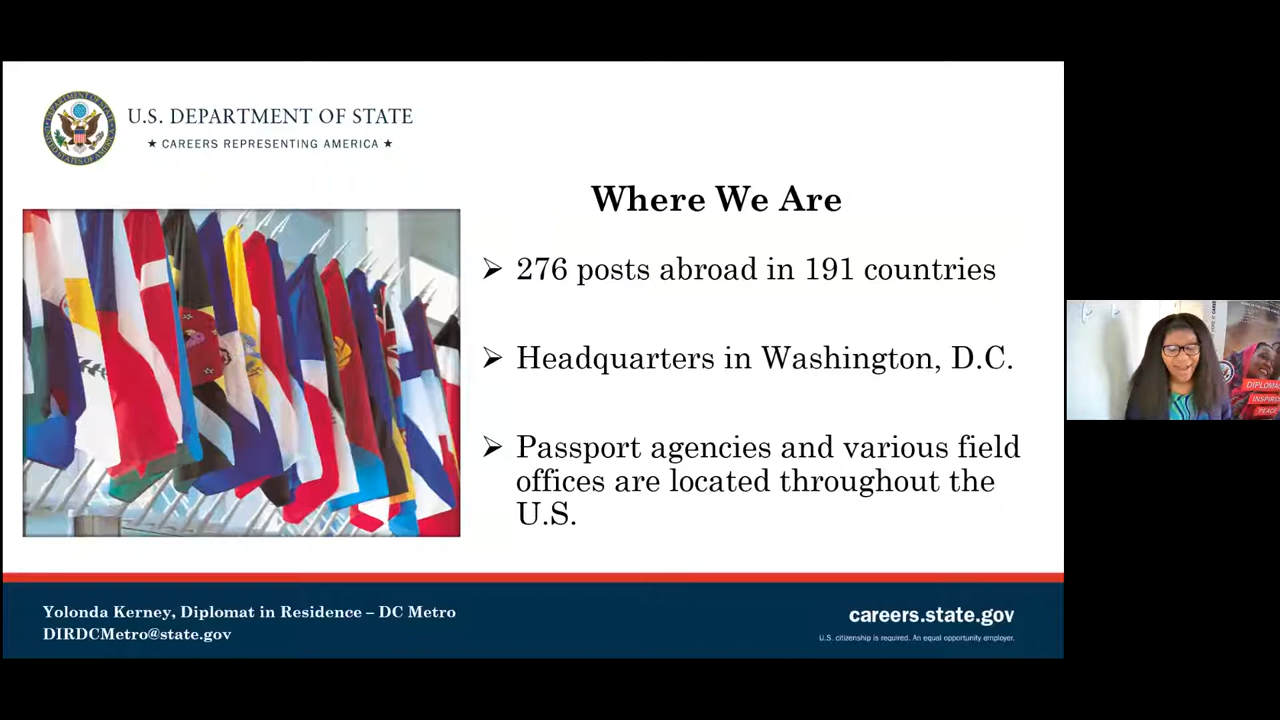 U.S. DEPARTMENT OF STATE
★ CAREERS REPRESENTING AMERICA ★
Where We Are
➢ 276 posts abroad in 191 countries
➢ Headquarters in Washington, D.C.
➢ Passport agencies and various field
offices are located throughout the
U.S.
Yolonda Kerney, Diplomat in Residence – DC Metro
DIRDCMetro@state.gov
careers.state.gov
U.S. citizenship is required. An equal opportunity employer.